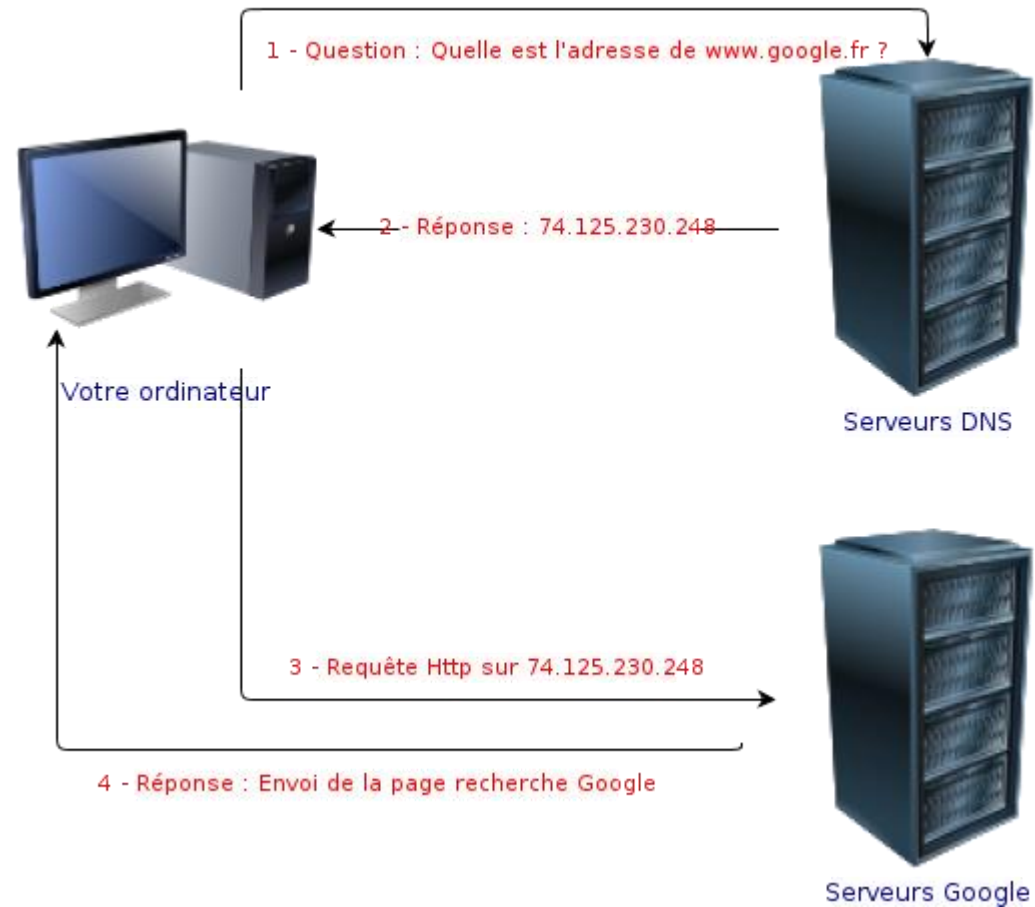 1 - Question : Quelle est l'adresse de www.google.fr ?
2 - Réponse : 74.125.230.248
Votre ordinateur
Serveurs DNS
3 - Requête Http sur 74.125.230.248
4 - Réponse : Envoi de la page recherche Google
Serveurs Google